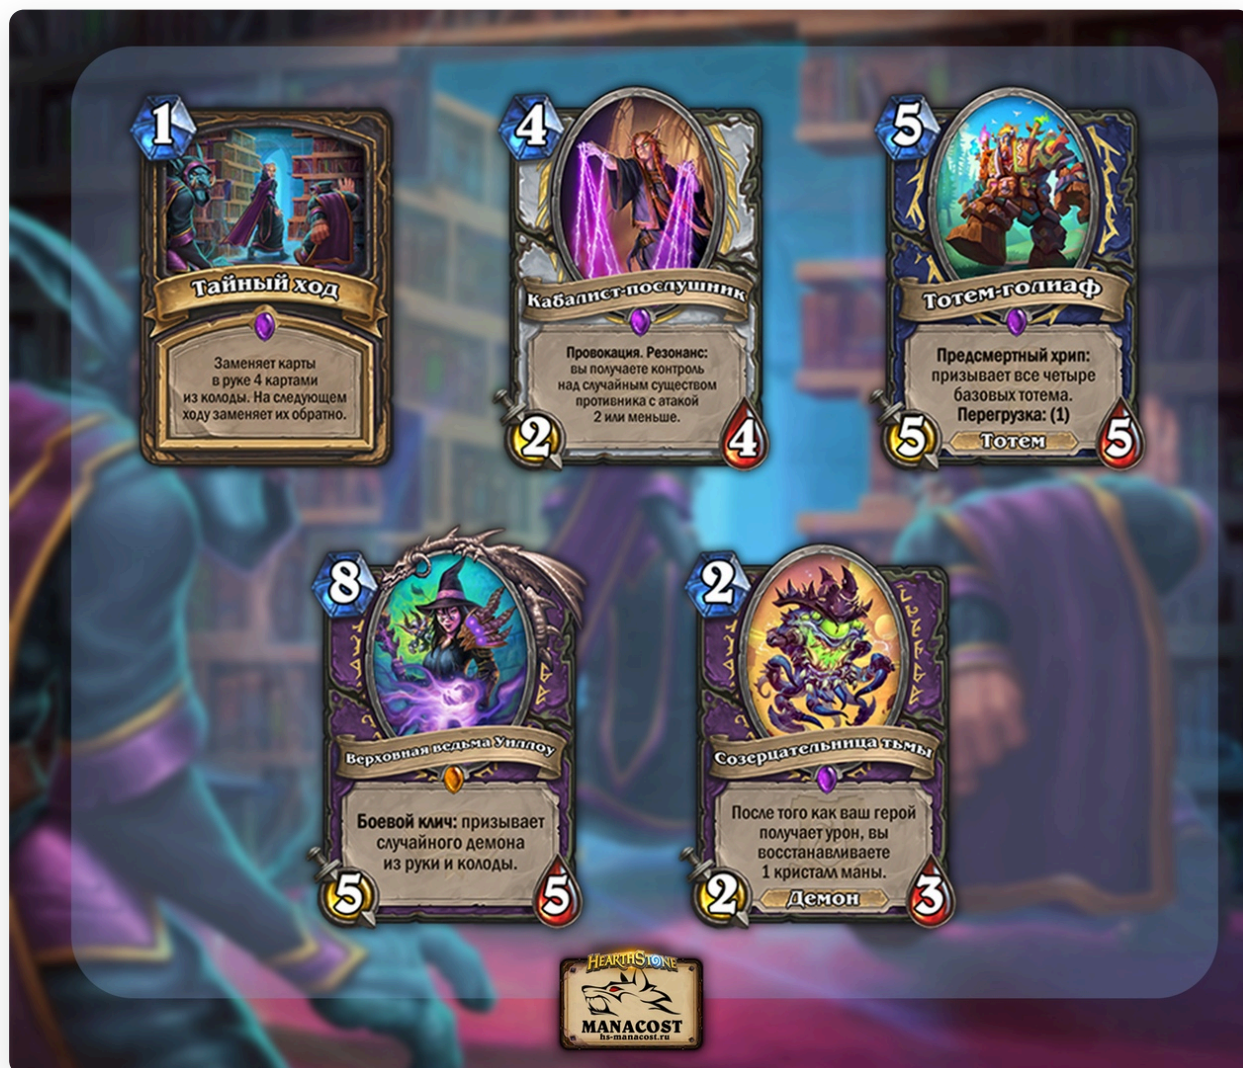 1
Тайный ход
Заменяет карты
в руке 4 картами
из колоды. На следующем
ходу заменяет их обратно.
4
Кабалист-послушник
Провокация. Резонанс:
вы получаете контроль
над случайным существом
противника с атакой
2 или меньше.
2
4
5
Тотем-голиаф
Предсмертный хрип:
призывает все четыре
базовых тотема.
Перегрузка: (1)
5
Тотем
5
8
Верховная ведьма Уиллоу
Боевой клич: призывает
случайного демона
из руки и колоды.
5
5
2
Созерцательница тьмы
После того как ваш герой
получает урон, вы
восстанавливаете
1 кристалл маны.
2
Демон
3
HEARTHSTONE
MANACOST
hs-manacost.ru